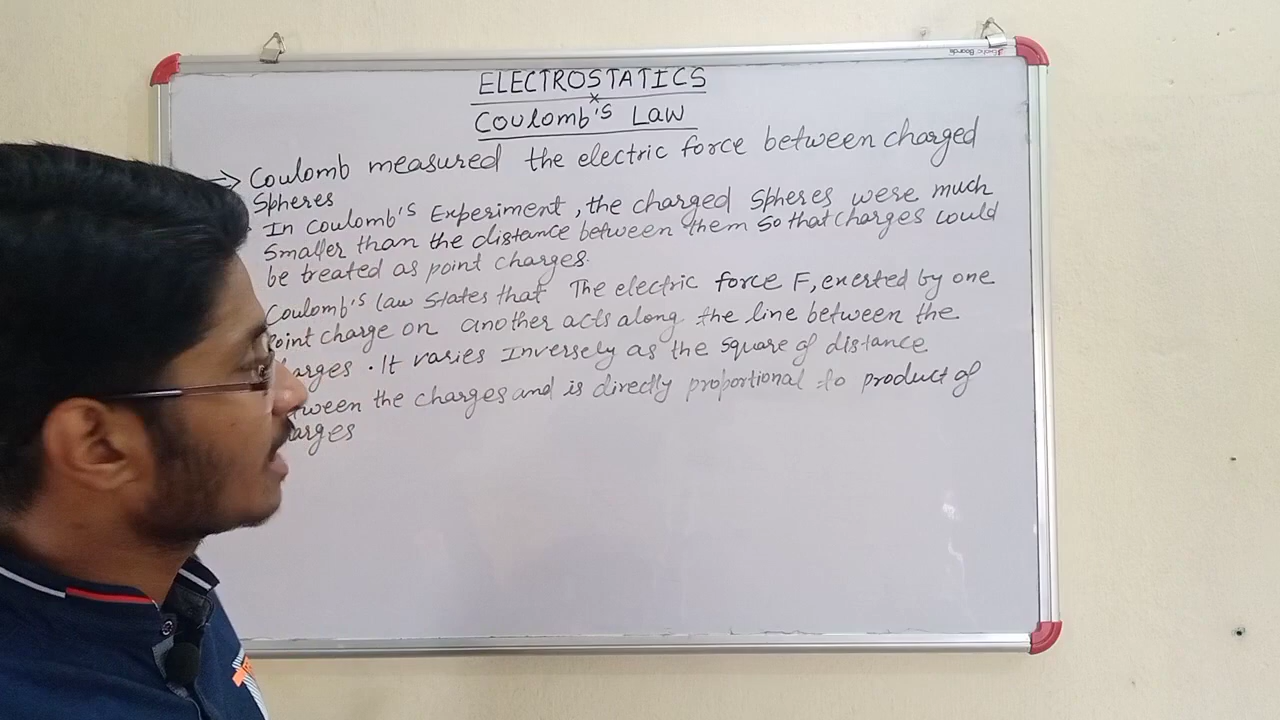 ELECTROSTATICS
x
Coulomb's Law
⇒ Coulomb measured the electric force between charged
Spheres
In Coulomb's Experiment, the charged Spheres were much
Smaller than the distance between them so that charges could
be treated as point charges.
Coulomb's law states that The electric force F, exerted by one
Point charge on another acts along the line between the
arges. It varies Inversely as the square of distance
tween the charges and is directly proportional to product of
arges